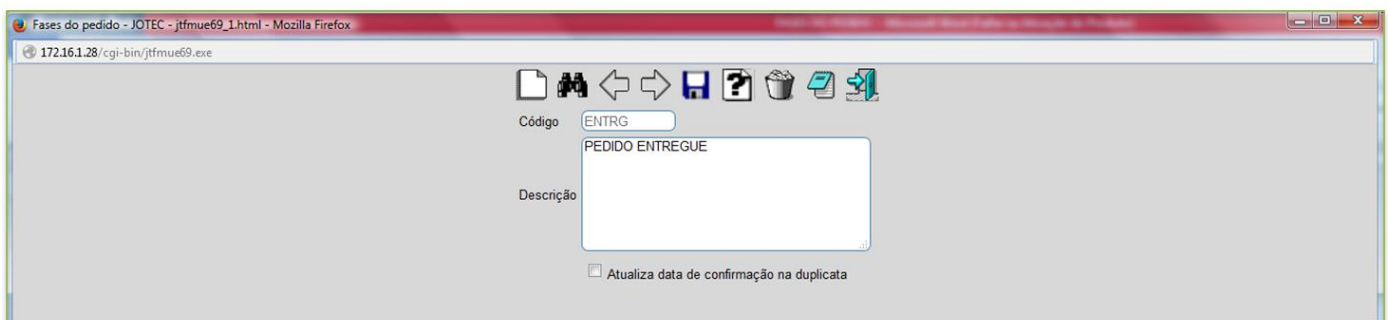 Fases do pedido - JOTEC - jtfmue69_1.html - Mozilla Firefox
172.16.1.28/cgi-bin/jtfmue69.exe
Código ENTRG
PEDIDO ENTREGUE
Descrição
Atualiza data de confirmação na duplicata